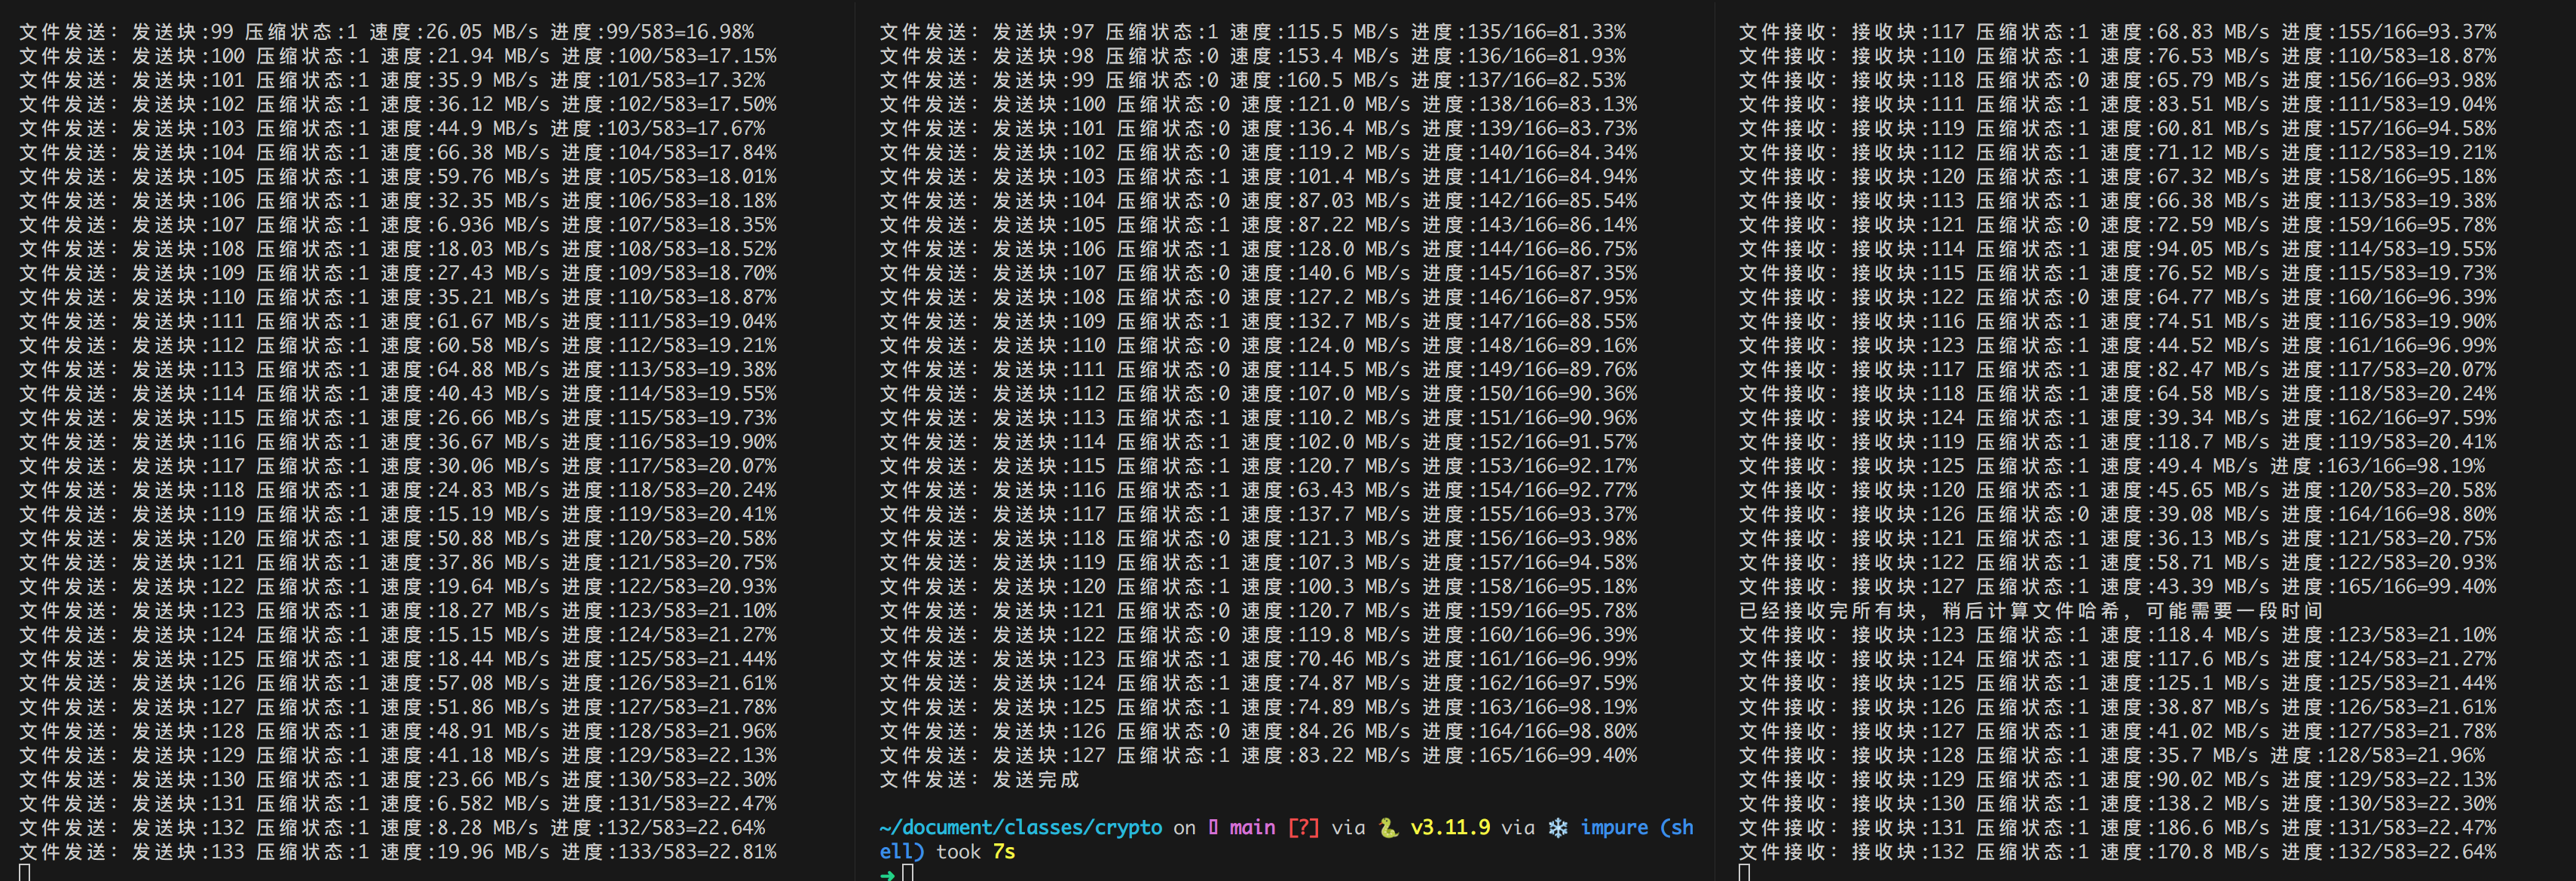 文件发送: 发送块:99 压缩状态:1 速度:26.05 MB/s 进度:99/583=16.98%
文件发送: 发送块:100 压缩状态:1 速度:21.94 MB/s 进度:100/583=17.15%
文件发送: 发送块:101 压缩状态:1 速度:35.9 MB/s 进度:101/583=17.32%
文件发送: 发送块:102 压缩状态:1 速度:36.12 MB/s 进度:102/583=17.50%
文件发送: 发送块:103 压缩状态:1 速度:44.9 MB/s 进度:103/583=17.67%
文件发送: 发送块:104 压缩状态:1 速度:66.38 MB/s 进度:104/583=17.84%
文件发送: 发送块:105 压缩状态:1 速度:59.76 MB/s 进度:105/583=18.01%
文件发送: 发送块:106 压缩状态:1 速度:32.35 MB/s 进度:106/583=18.18%
文件发送: 发送块:107 压缩状态:1 速度:6.936 MB/s 进度:107/583=18.35%
文件发送: 发送块:108 压缩状态:1 速度:18.03 MB/s 进度:108/583=18.52%
文件发送: 发送块:109 压缩状态:1 速度:27.43 MB/s 进度:109/583=18.70%
文件发送: 发送块:110 压缩状态:1 速度:35.21 MB/s 进度:110/583=18.87%
文件发送: 发送块:111 压缩状态:1 速度:61.67 MB/s 进度:111/583=19.04%
文件发送: 发送块:112 压缩状态:1 速度:60.58 MB/s 进度:112/583=19.21%
文件发送: 发送块:113 压缩状态:1 速度:64.88 MB/s 进度:113/583=19.38%
文件发送: 发送块:114 压缩状态:1 速度:40.43 MB/s 进度:114/583=19.55%
文件发送: 发送块:115 压缩状态:1 速度:26.66 MB/s 进度:115/583=19.73%
文件发送: 发送块:116 压缩状态:1 速度:36.67 MB/s 进度:116/583=19.90%
文件发送: 发送块:117 压缩状态:1 速度:30.06 MB/s 进度:117/583=20.07%
文件发送: 发送块:118 压缩状态:1 速度:24.83 MB/s 进度:118/583=20.24%
文件发送: 发送块:119 压缩状态:1 速度:15.19 MB/s 进度:119/583=20.41%
文件发送: 发送块:120 压缩状态:1 速度:50.88 MB/s 进度:120/583=20.58%
文件发送: 发送块:121 压缩状态:1 速度:37.86 MB/s 进度:121/583=20.75%
文件发送: 发送块:122 压缩状态:1 速度:19.64 MB/s 进度:122/583=20.93%
文件发送: 发送块:123 压缩状态:1 速度:18.27 MB/s 进度:123/583=21.10%
文件发送: 发送块:124 压缩状态:1 速度:15.15 MB/s 进度:124/583=21.27%
文件发送: 发送块:125 压缩状态:1 速度:18.44 MB/s 进度:125/583=21.44%
文件发送: 发送块:126 压缩状态:1 速度:57.08 MB/s 进度:126/583=21.61%
文件发送: 发送块:127 压缩状态:1 速度:51.86 MB/s 进度:127/583=21.78%
文件发送: 发送块:128 压缩状态:1 速度:48.91 MB/s 进度:128/583=21.96%
文件发送: 发送块:129 压缩状态:1 速度:41.18 MB/s 进度:129/583=22.13%
文件发送: 发送块:130 压缩状态:1 速度:23.66 MB/s 进度:130/583=22.30%
文件发送: 发送块:131 压缩状态:1 速度:6.582 MB/s 进度:131/583=22.47%
文件发送: 发送块:132 压缩状态:1 速度:8.28 MB/s 进度:132/583=22.64%
文件发送: 发送块:133 压缩状态:1 速度:19.96 MB/s 进度:133/583=22.81%
文件发送: 发送块:97 压缩状态:1 速度:115.5 MB/s 进度:135/166=81.33%
文件发送: 发送块:98 压缩状态:0 速度:153.4 MB/s 进度:136/166=81.93%
文件发送: 发送块:99 压缩状态:0 速度:160.5 MB/s 进度:137/166=82.53%
文件发送: 发送块:100 压缩状态:0 速度:121.0 MB/s 进度:138/166=83.13%
文件发送: 发送块:101 压缩状态:0 速度:136.4 MB/s 进度:139/166=83.73%
文件发送: 发送块:102 压缩状态:0 速度:119.2 MB/s 进度:140/166=84.34%
文件发送: 发送块:103 压缩状态:1 速度:101.4 MB/s 进度:141/166=84.94%
文件发送: 发送块:104 压缩状态:0 速度:87.03 MB/s 进度:142/166=85.54%
文件发送: 发送块:105 压缩状态:1 速度:87.22 MB/s 进度:143/166=86.14%
文件发送: 发送块:106 压缩状态:1 速度:128.0 MB/s 进度:144/166=86.75%
文件发送: 发送块:107 压缩状态:0 速度:140.6 MB/s 进度:145/166=87.35%
文件发送: 发送块:108 压缩状态:0 速度:127.2 MB/s 进度:146/166=87.95%
文件发送: 发送块:109 压缩状态:1 速度:132.7 MB/s 进度:147/166=88.55%
文件发送: 发送块:110 压缩状态:0 速度:124.0 MB/s 进度:148/166=89.16%
文件发送: 发送块:111 压缩状态:0 速度:114.5 MB/s 进度:149/166=89.76%
文件发送: 发送块:112 压缩状态:0 速度:107.0 MB/s 进度:150/166=90.36%
文件发送: 发送块:113 压缩状态:1 速度:110.2 MB/s 进度:151/166=90.96%
文件发送: 发送块:114 压缩状态:1 速度:102.0 MB/s 进度:152/166=91.57%
文件发送: 发送块:115 压缩状态:1 速度:120.7 MB/s 进度:153/166=92.17%
文件发送: 发送块:116 压缩状态:1 速度:63.43 MB/s 进度:154/166=92.77%
文件发送: 发送块:117 压缩状态:1 速度:137.7 MB/s 进度:155/166=93.37%
文件发送: 发送块:118 压缩状态:0 速度:121.3 MB/s 进度:156/166=93.98%
文件发送: 发送块:119 压缩状态:1 速度:107.3 MB/s 进度:157/166=94.58%
文件发送: 发送块:120 压缩状态:1 速度:100.3 MB/s 进度:158/166=95.18%
文件发送: 发送块:121 压缩状态:0 速度:120.7 MB/s 进度:159/166=95.78%
文件发送: 发送块:122 压缩状态:0 速度:119.8 MB/s 进度:160/166=96.39%
文件发送: 发送块:123 压缩状态:1 速度:70.46 MB/s 进度:161/166=96.99%
文件发送: 发送块:124 压缩状态:1 速度:74.87 MB/s 进度:162/166=97.59%
文件发送: 发送块:125 压缩状态:1 速度:74.89 MB/s 进度:163/166=98.19%
文件发送: 发送块:126 压缩状态:0 速度:84.26 MB/s 进度:164/166=98.80%
文件发送: 发送块:127 压缩状态:1 速度:83.22 MB/s 进度:165/166=99.40%
文件发送: 发送完成
~/document/classes/crypto on main [?] via 🐍 v3.11.9 via ❄️ impure (sh
ell) took 7s
➜
文件接收: 接收块:117 压缩状态:1 速度:68.83 MB/s 进度:155/166=93.37%
文件接收: 接收块:110 压缩状态:1 速度:76.53 MB/s 进度:110/583=18.87%
文件接收: 接收块:118 压缩状态:0 速度:65.79 MB/s 进度:156/166=93.98%
文件接收: 接收块:111 压缩状态:1 速度:83.51 MB/s 进度:111/583=19.04%
文件接收: 接收块:119 压缩状态:1 速度:60.81 MB/s 进度:157/166=94.58%
文件接收: 接收块:112 压缩状态:1 速度:71.12 MB/s 进度:112/583=19.21%
文件接收: 接收块:120 压缩状态:1 速度:67.32 MB/s 进度:158/166=95.18%
文件接收: 接收块:113 压缩状态:1 速度:66.38 MB/s 进度:113/583=19.38%
文件接收: 接收块:121 压缩状态:0 速度:72.59 MB/s 进度:159/166=95.78%
文件接收: 接收块:114 压缩状态:1 速度:94.05 MB/s 进度:114/583=19.55%
文件接收: 接收块:115 压缩状态:1 速度:76.52 MB/s 进度:115/583=19.73%
文件接收: 接收块:122 压缩状态:0 速度:64.77 MB/s 进度:160/166=96.39%
文件接收: 接收块:116 压缩状态:1 速度:74.51 MB/s 进度:116/583=19.90%
文件接收: 接收块:123 压缩状态:1 速度:44.52 MB/s 进度:161/166=96.99%
文件接收: 接收块:117 压缩状态:1 速度:82.47 MB/s 进度:117/583=20.07%
文件接收: 接收块:118 压缩状态:1 速度:64.58 MB/s 进度:118/583=20.24%
文件接收: 接收块:124 压缩状态:1 速度:39.34 MB/s 进度:162/166=97.59%
文件接收: 接收块:119 压缩状态:1 速度:118.7 MB/s 进度:119/583=20.41%
文件接收: 接收块:125 压缩状态:1 速度:49.4 MB/s 进度:163/166=98.19%
文件接收: 接收块:120 压缩状态:1 速度:45.65 MB/s 进度:120/583=20.58%
文件接收: 接收块:126 压缩状态:0 速度:39.08 MB/s 进度:164/166=98.80%
文件接收: 接收块:121 压缩状态:1 速度:36.13 MB/s 进度:121/583=20.75%
文件接收: 接收块:122 压缩状态:1 速度:58.71 MB/s 进度:122/583=20.93%
文件接收: 接收块:127 压缩状态:1 速度:43.39 MB/s 进度:165/166=99.40%
已经接收完所有块, 稍后计算文件哈希, 可能需要一段时间
文件接收: 接收块:123 压缩状态:1 速度:118.4 MB/s 进度:123/583=21.10%
文件接收: 接收块:124 压缩状态:1 速度:117.6 MB/s 进度:124/583=21.27%
文件接收: 接收块:125 压缩状态:1 速度:125.1 MB/s 进度:125/583=21.44%
文件接收: 接收块:126 压缩状态:1 速度:38.87 MB/s 进度:126/583=21.61%
文件接收: 接收块:127 压缩状态:1 速度:41.02 MB/s 进度:127/583=21.78%
文件接收: 接收块:128 压缩状态:1 速度:35.7 MB/s 进度:128/583=21.96%
文件接收: 接收块:129 压缩状态:1 速度:90.02 MB/s 进度:129/583=22.13%
文件接收: 接收块:130 压缩状态:1 速度:138.2 MB/s 进度:130/583=22.30%
文件接收: 接收块:131 压缩状态:1 速度:186.6 MB/s 进度:131/583=22.47%
文件接收: 接收块:132 压缩状态:1 速度:170.8 MB/s 进度:132/583=22.64%